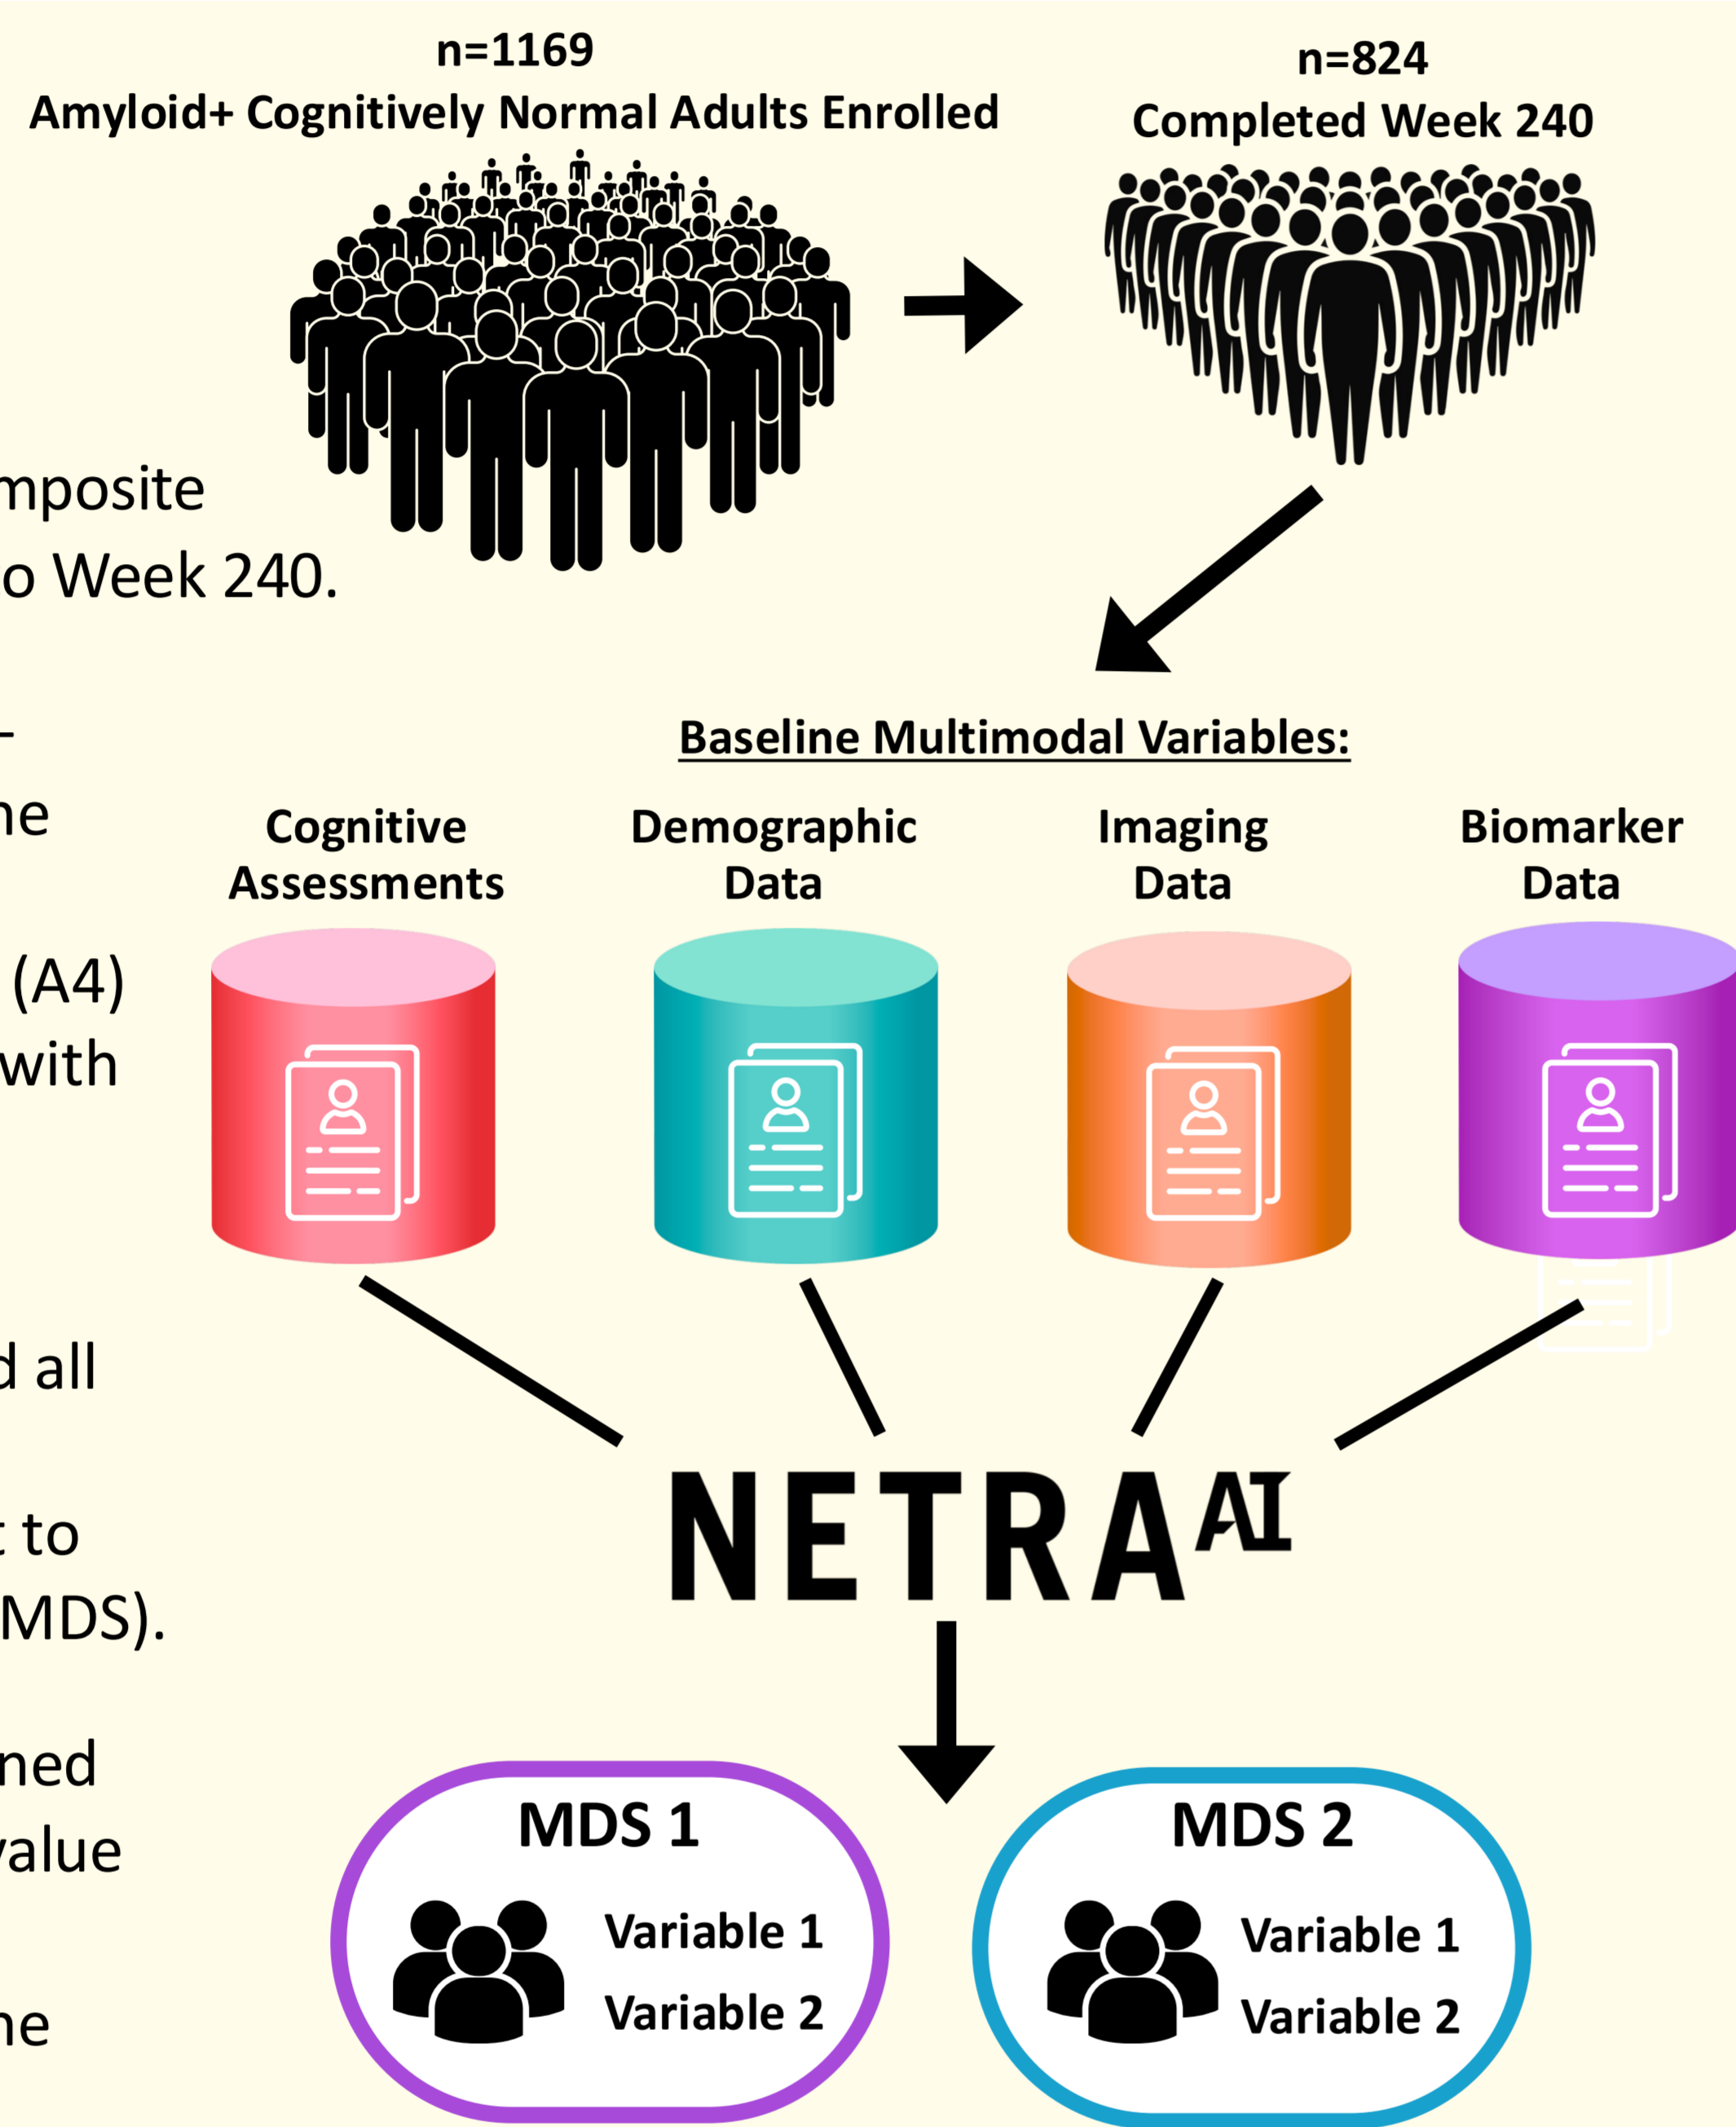 n=1169
Amyloid+ Cognitively Normal Adults Enrolled
n=824
Completed Week 240
mposite
o Week 240.
-
ne
(A4)
with
d all
t to
MDS).
ned
value
ne
Baseline Multimodal Variables:
Cognitive
Assessments
Demographic
Data
Imaging
Data
Biomarker
Data
NETRAAI
MDS 1
Variable 1
Variable 2
MDS 2
Variable 1
Variable 2